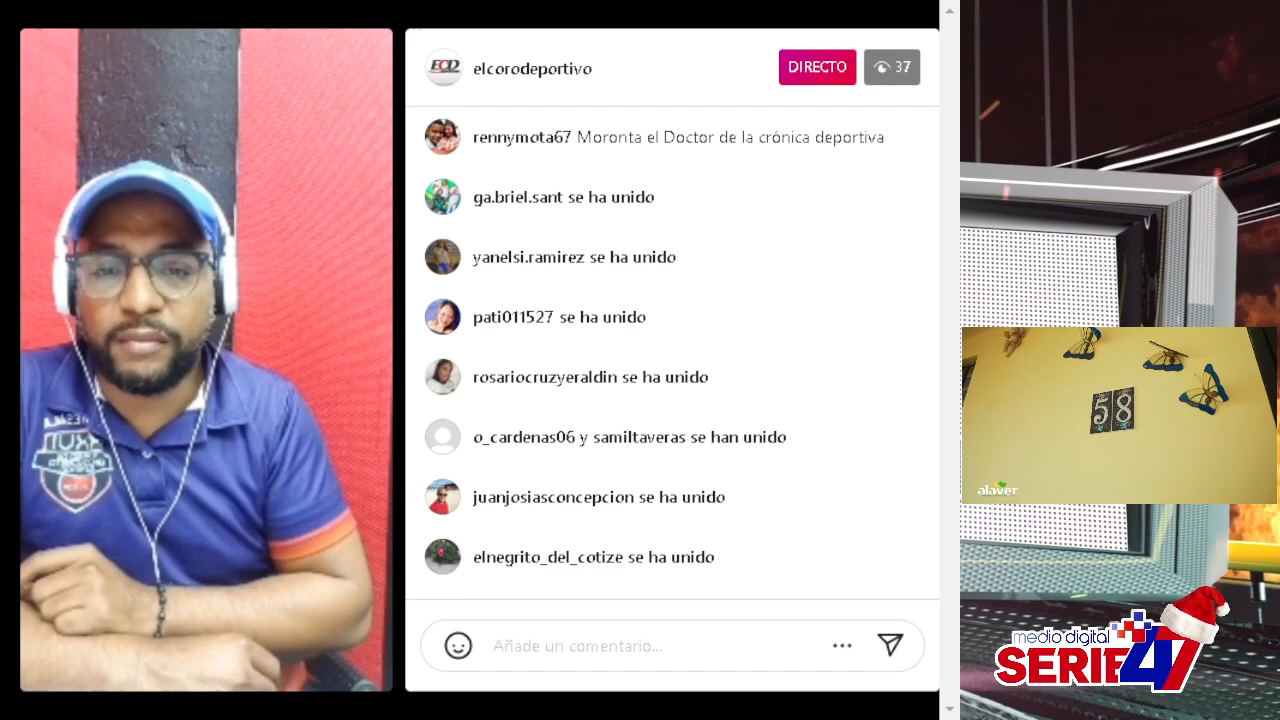 elcorodeportivo
DIRECTO
37
rennymota67 Moronta el Doctor de la crónica deportiva
ga.briel.sant se ha unido
yanelsi.ramirez se ha unido
pati011527 se ha unido
rosariocruzyeraldin se ha unido
o_cardenas06 y samiltaveras se han unido
juanjosiasconcepcion se ha unido
elnegrito_del_cotize se ha unido
Añade un comentario...
ECD
58
alaver
medio digital
SERIE47